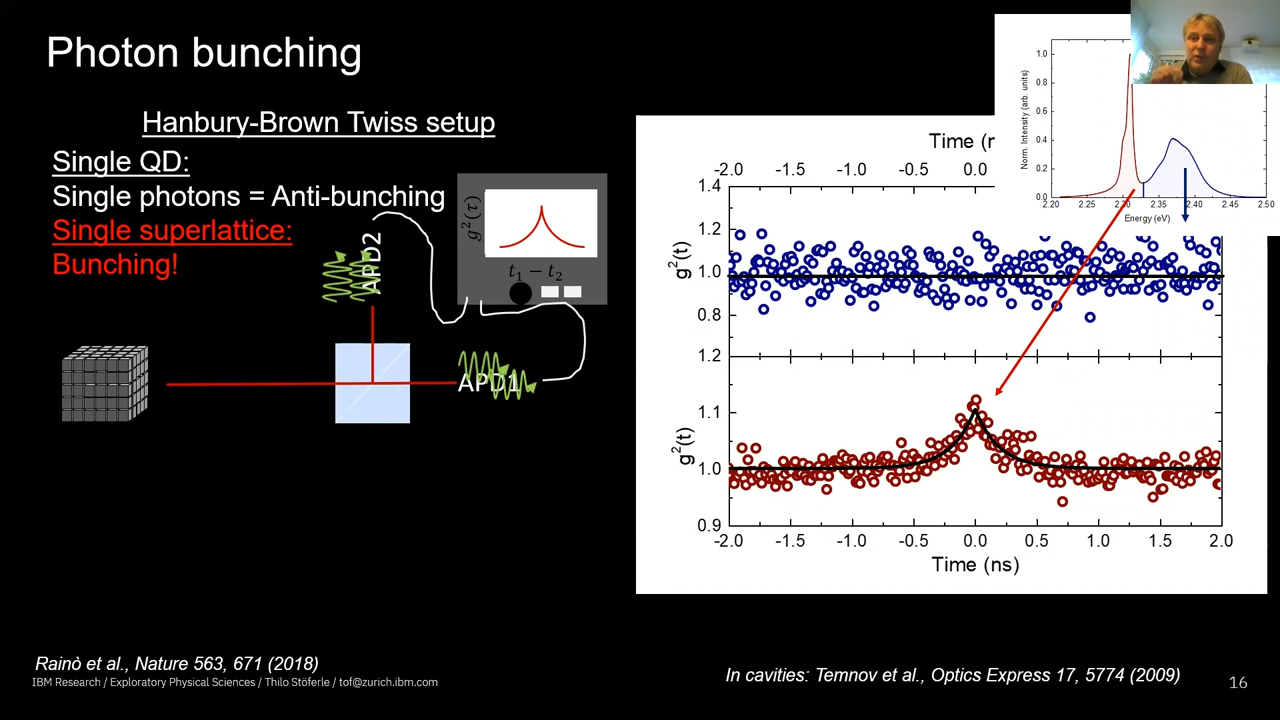 Photon bunching
Hanbury-Brown Twiss setup
Single QD:
Single photons = Anti-bunching
Single superlattice:
Bunching!
APD2
g²(τ)
t₁ − t₂
APD1
Time (n
-2.0 -1.5 -1.0 -0.5 0.0
1.4
1.2
1.0
0.8
g²(t)
1.2
1.1
1.0
0.9
g²(t)
-2.0 -1.5 -1.0 -0.5 0.0 0.5 1.0 1.5 2.0
Time (ns)
Norm. Intensity (arb. units)
1.0
0.8
0.6
0.4
0.2
0.0
2.20 2.25 2.30 2.35 2.40 2.45 2.50
Energy (eV)
Rainò et al., Nature 563, 671 (2018)
IBM Research / Exploratory Physical Sciences / Thilo Stöferle / tof@zurich.ibm.com
In cavities: Temnov et al., Optics Express 17, 5774 (2009)
16